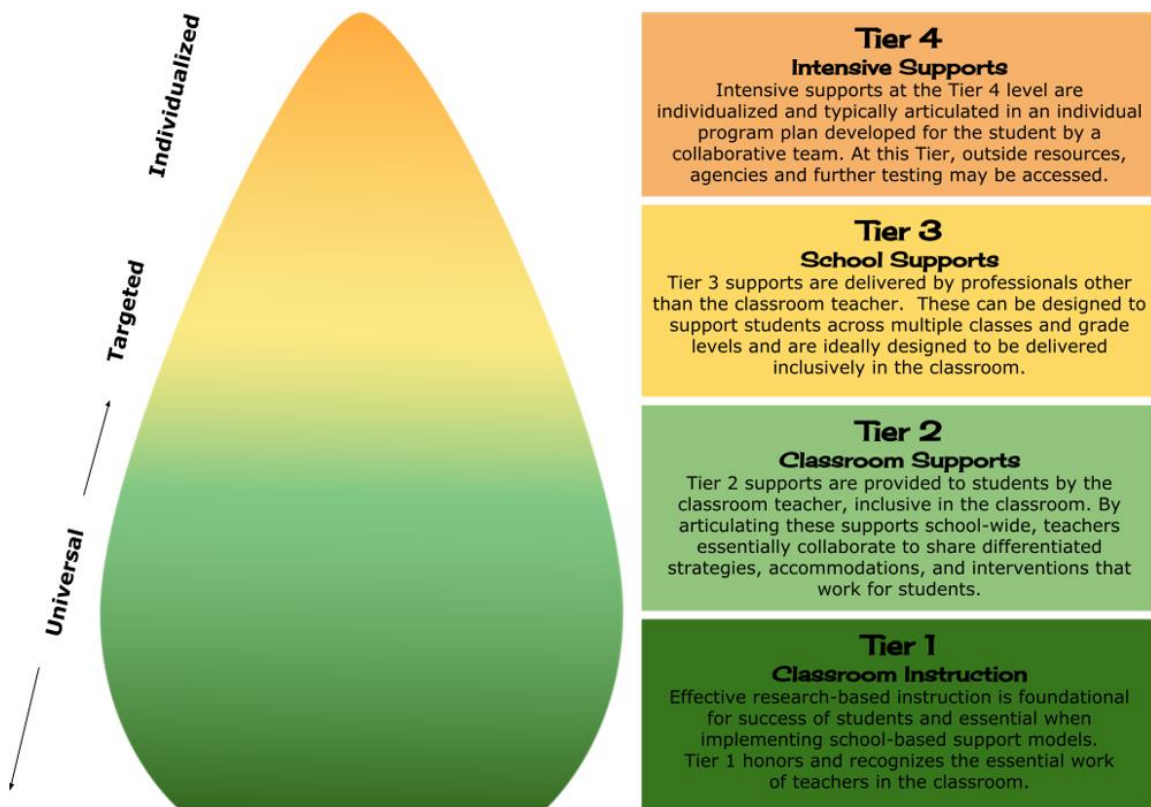 Individualized
Targeted
Universal
Tier 4
Intensive Supports
Intensive supports at the Tier 4 level are
individualized and typically articulated in an individual
program plan developed for the student by a
collaborative team. At this Tier, outside resources,
agencies and further testing may be accessed.
Tier 3
School Supports
Tier 3 supports are delivered by professionals other
than the classroom teacher.  These can be designed to
support students across multiple classes and grade
levels and are ideally designed to be delivered
inclusively in the classroom.
Tier 2
Classroom Supports
Tier 2 supports are provided to students by the
classroom teacher, inclusive in the classroom. By
articulating these supports school-wide, teachers
essentially collaborate to share differentiated
strategies, accommodations, and interventions that
work for students.
Tier 1
Classroom Instruction
Effective research-based instruction is foundational
for success of students and essential when
implementing school-based support models.
Tier 1 honors and recognizes the essential work
of teachers in the classroom.